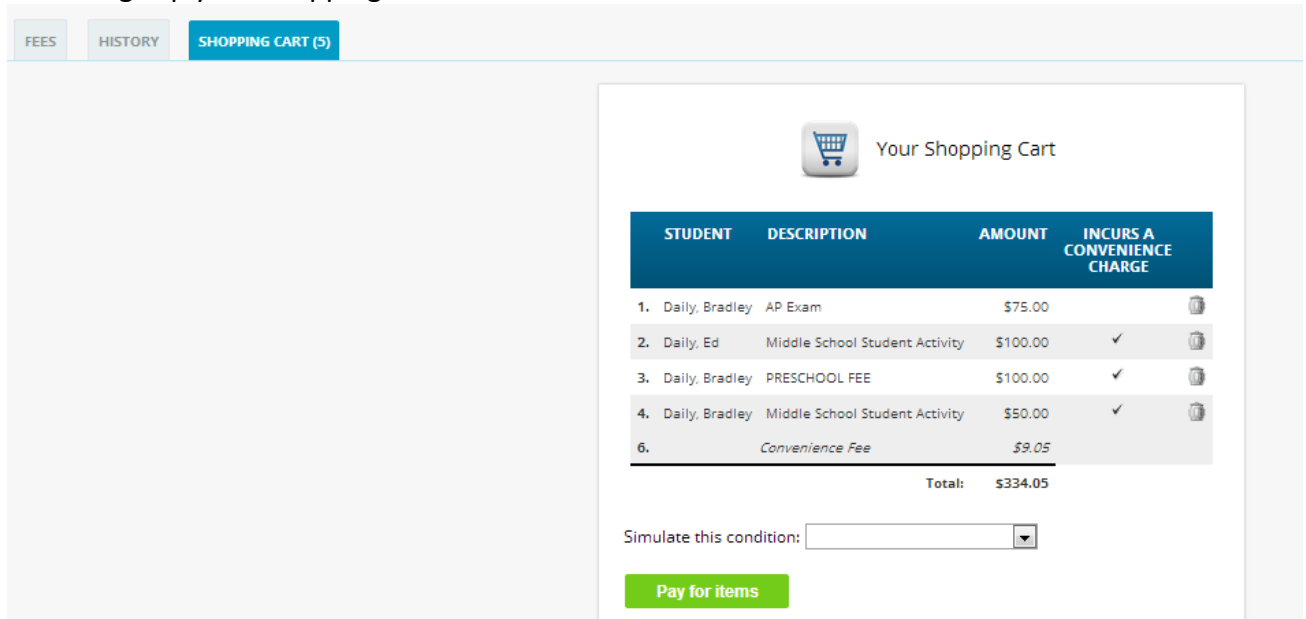 FEES HISTORY SHOPPING CART (5)
Your Shopping Cart
STUDENT DESCRIPTION AMOUNT INCURS A CONVENIENCE CHARGE
1. Daily, Bradley AP Exam $75.00
2. Daily, Ed Middle School Student Activity $100.00 ✓
3. Daily, Bradley PRESCHOOL FEE $100.00 ✓
4. Daily, Bradley Middle School Student Activity $50.00 ✓
6. Convenience Fee $9.05
Total: $334.05
Simulate this condition:
Pay for items